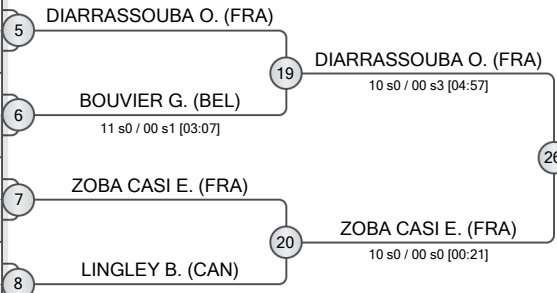 DIARRASSOUBA O. (FRA)
5
19
DIARRASSOUBA O. (FRA)
10 s0 / 00 s3 [04:57]
BOUVIER G. (BEL)
6
11 s0 / 00 s1 [03:07]
26
ZOBA CASI E. (FRA)
7
20
ZOBA CASI E. (FRA)
10 s0 / 00 s0 [00:21]
LINGLEY B. (CAN)
8